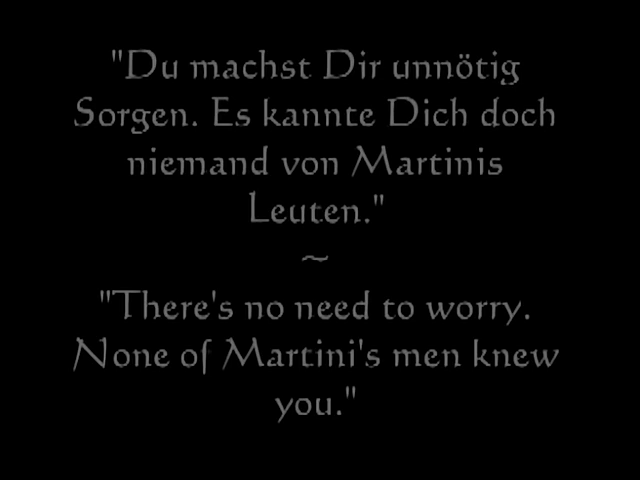 "Du machst Dir unnötig
Sorgen. Es kannte Dich doch
niemand von Martinis
Leuten."
~
"There's no need to worry.
None of Martini's men knew
you."